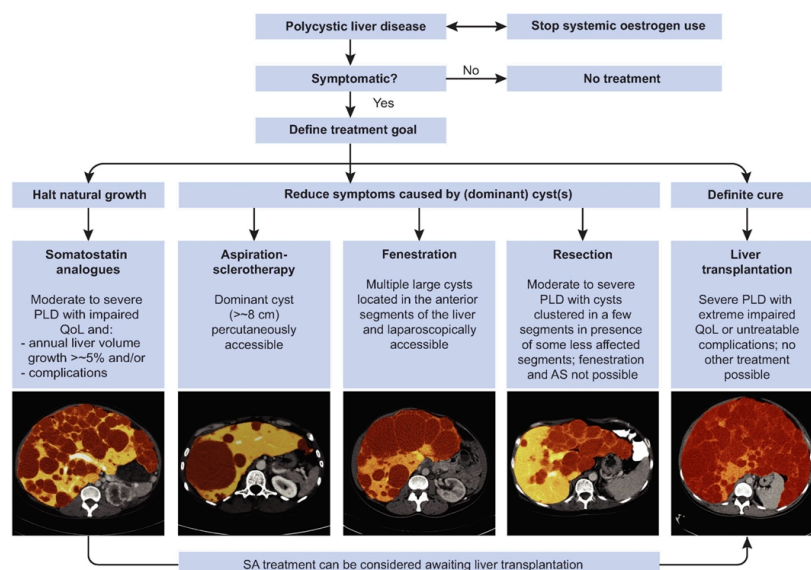 Polycystic liver disease
Stop systemic oestrogen use
Symptomatic?
No
No treatment
Yes
Define treatment goal
Halt natural growth
Reduce symptoms caused by (dominant) cyst(s)
Definite cure
Somatostatin
analogues
Moderate to severe
PLD with impaired
QoL and:
- annual liver volume
growth >~5% and/or
- complications
Aspiration-
sclerotherapy
Dominant cyst
(>~8 cm)
percutaneously
accessible
Fenestration
Multiple large cysts
located in the anterior
segments of the liver
and laparoscopically
accessible
Resection
Moderate to severe
PLD with cysts
clustered in a few
segments in presence
of some less affected
segments; fenestration
and AS not possible
Liver
transplantation
Severe PLD with
extreme impaired
QoL or untreatable
complications; no
other treatment
possible
SA treatment can be considered awaiting liver transplantation